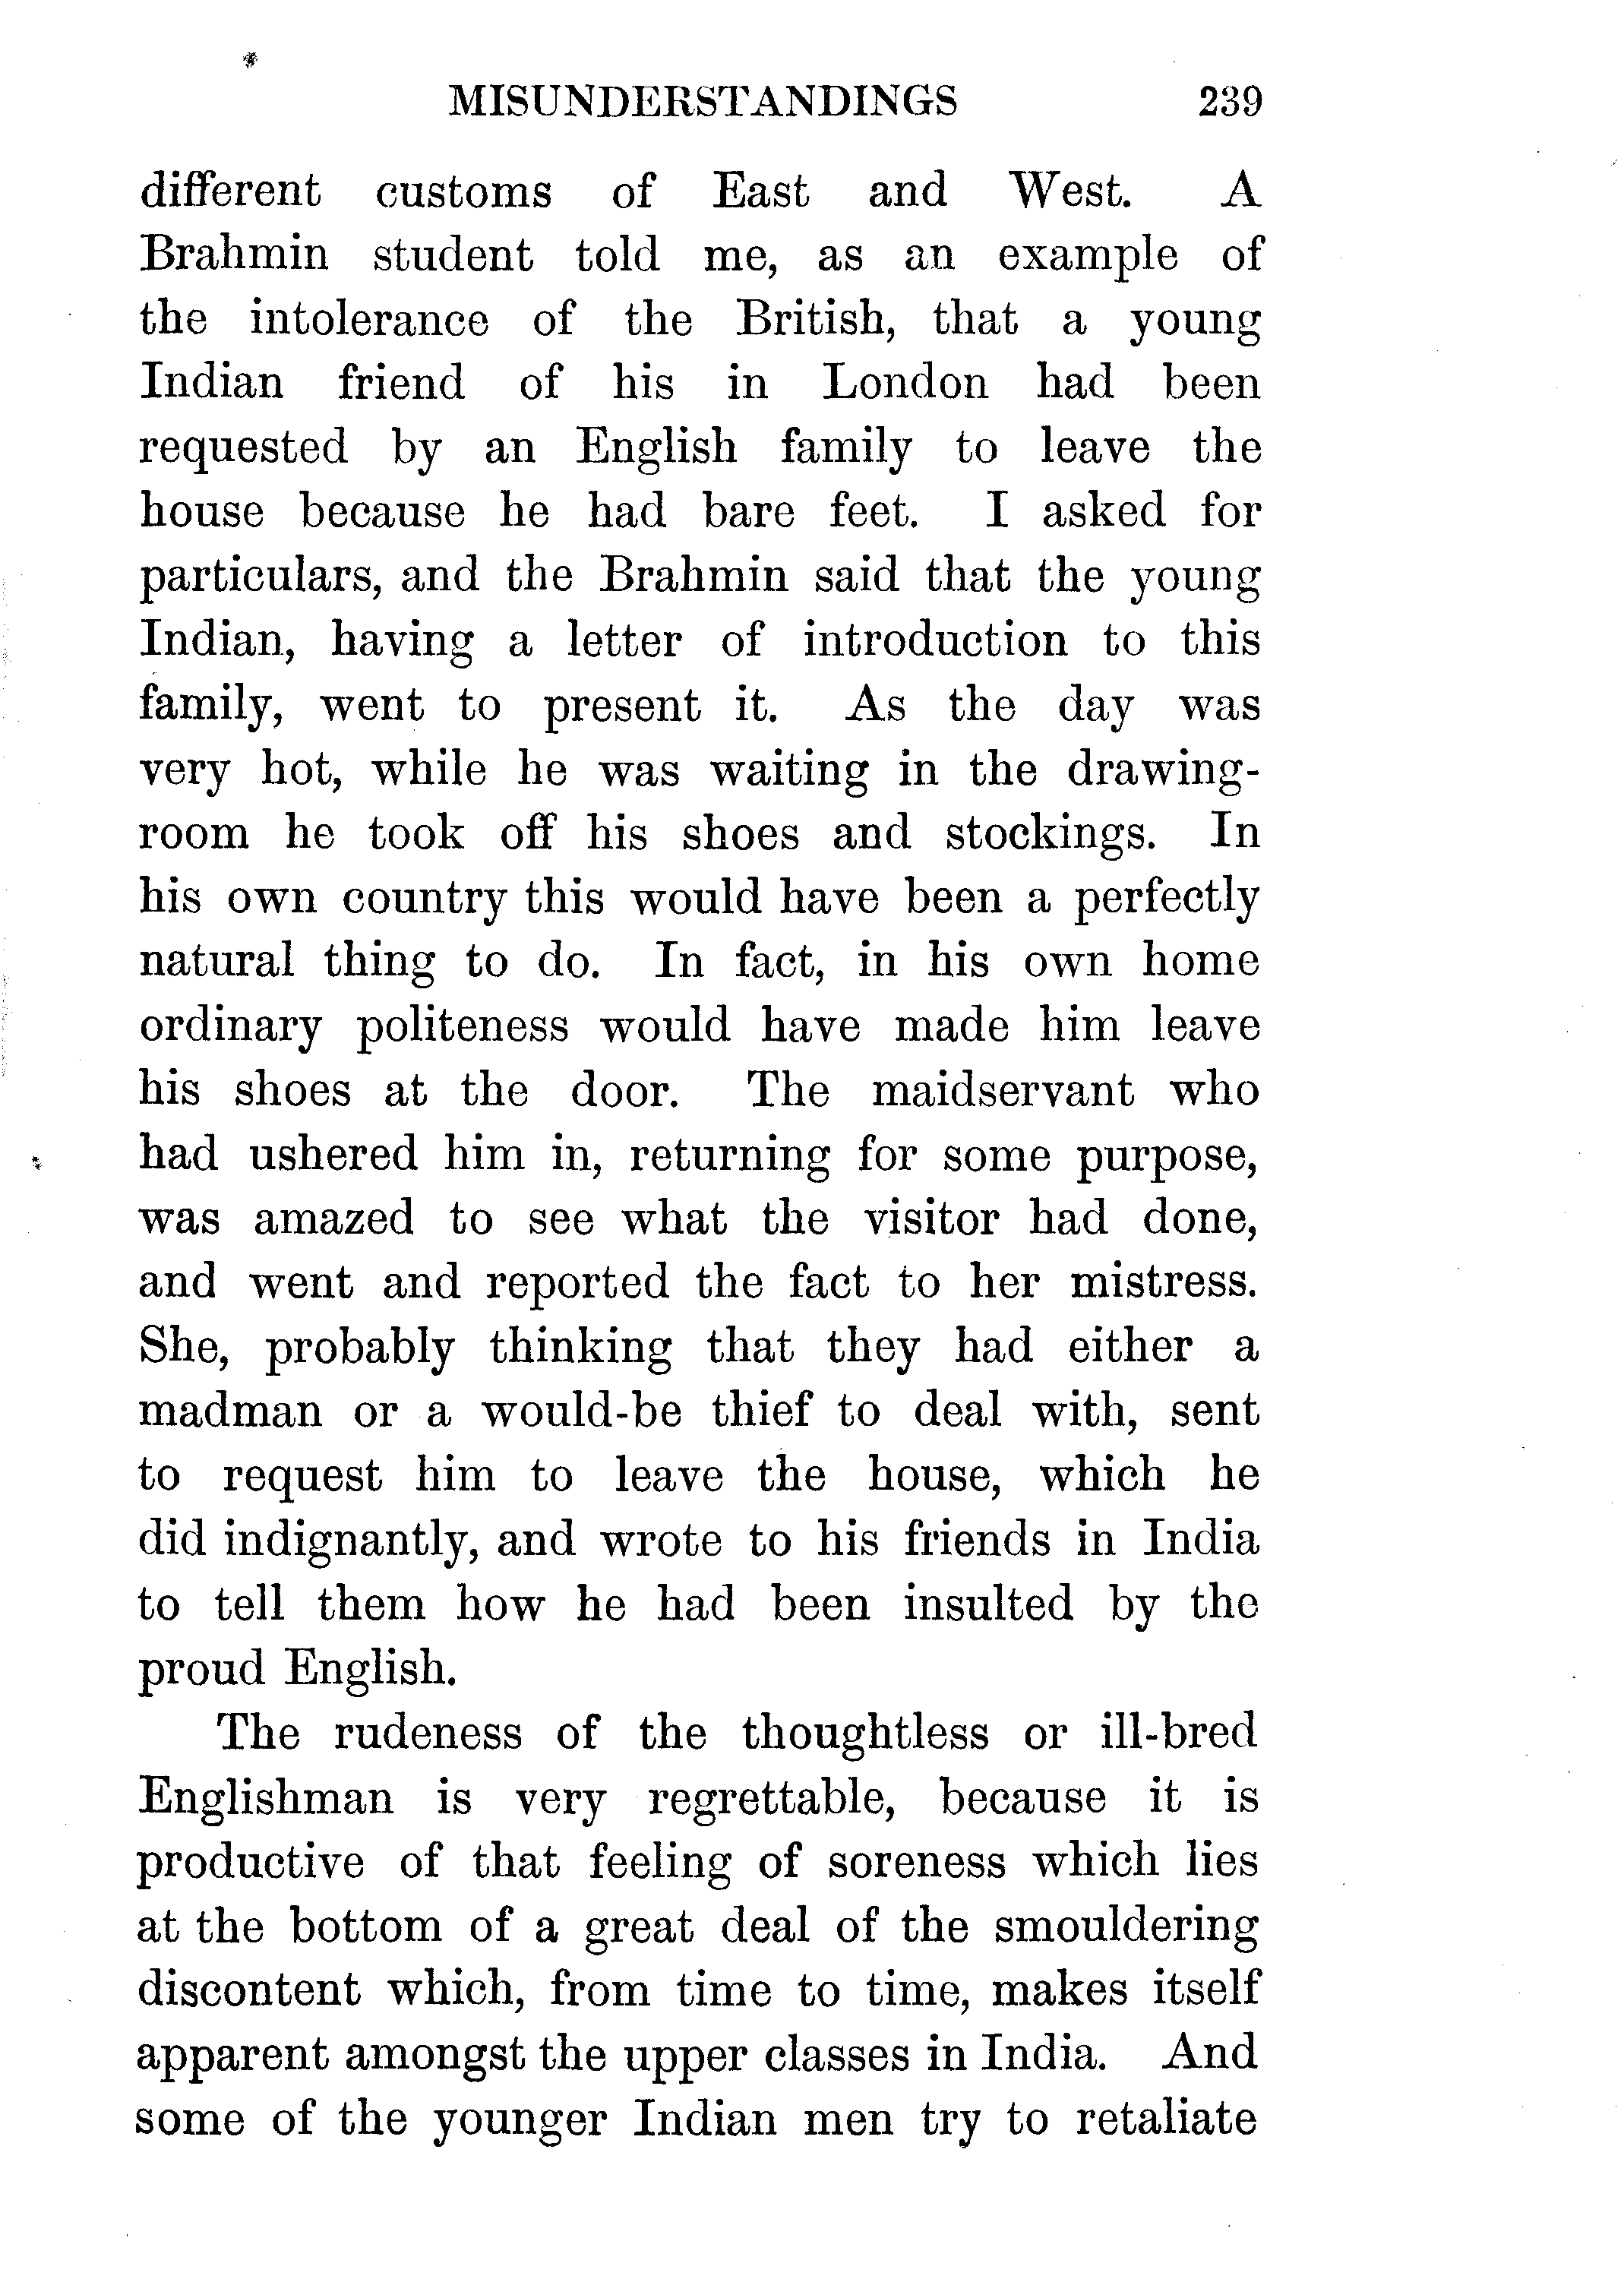 MISUNDERSTANDINGS 239
different customs of East and West. A
Brahmin student told me, as an example of
the intolerance of the British, that a young
Indian friend of his in London had been
requested by an English family to leave the
house because he had bare feet. I asked for
particulars, and the Brahmin said that the young
Indian, having a letter of introduction to this
family, went to present it. As the day was
very hot, while he was waiting in the drawing-
room he took off his shoes and stockings. In
his own country this would have been a perfectly
natural thing to do. In fact, in his own home
ordinary politeness would have made him leave
his shoes at the door. The maidservant who
had ushered him in, returning for some purpose,
was amazed to see what the visitor had done,
and went and reported the fact to her mistress.
She, probably thinking that they had either a
madman or a would-be thief to deal with, sent
to request him to leave the house, which he
did indignantly, and wrote to his friends in India
to tell them how he had been insulted by the
proud English.
The rudeness of the thoughtless or ill-bred
Englishman is very regrettable, because it is
productive of that feeling of soreness which lies
at the bottom of a great deal of the smouldering
discontent which, from time to time, makes itself
apparent amongst the upper classes in India. And
some of the younger Indian men try to retaliate